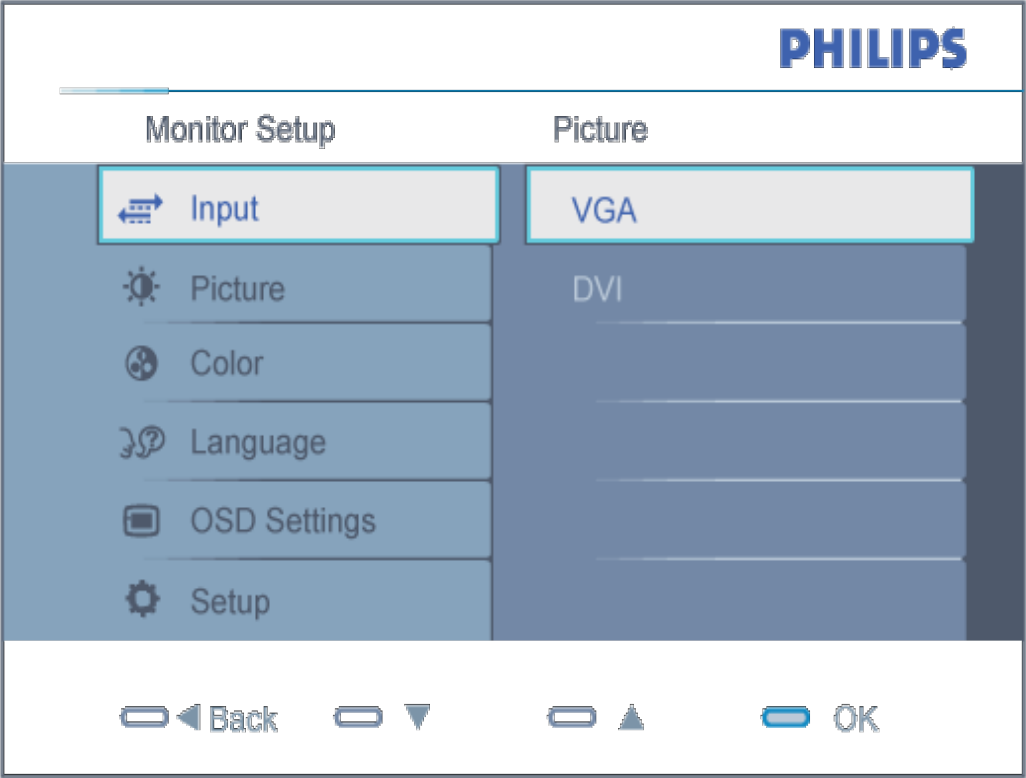 PHILIPS
Monitor Setup
Picture
Input
Picture
Color
Language
OSD Settings
Setup
VGA
DVI
Back
OK